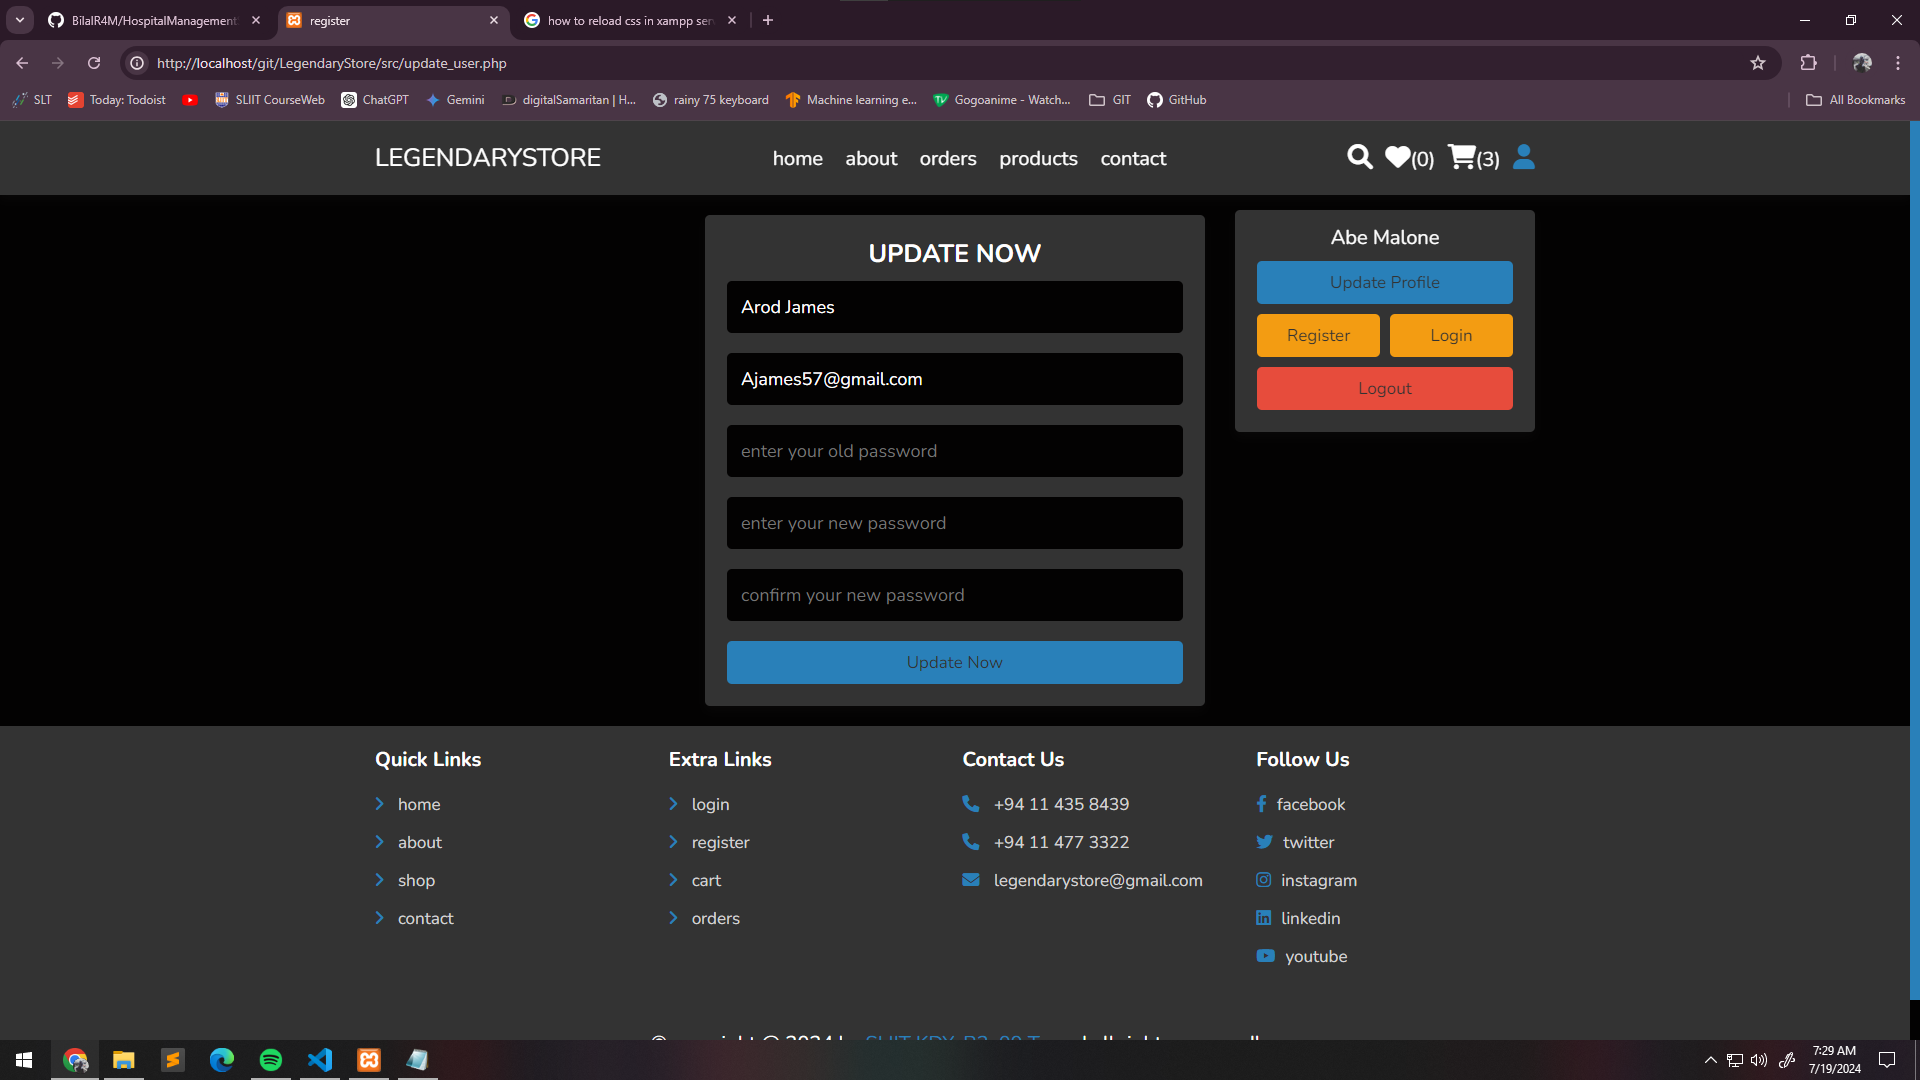 BilalR4M/HospitalManagement
register
how to reload css in xampp ser
http://localhost/git/LegendaryStore/src/update_user.php
SLT
Today: Todoist
SLIIT CourseWeb
ChatGPT
Gemini
digitalSamaritan | H...
rainy 75 keyboard
Machine learning e...
Gogoanime - Watch...
GIT
GitHub
All Bookmarks
LEGENDARYSTORE
home
about
orders
products
contact
(0)
(3)
UPDATE NOW
Arod James
Ajames57@gmail.com
enter your old password
enter your new password
confirm your new password
Update Now
Abe Malone
Update Profile
Register
Login
Logout
Quick Links
home
about
shop
contact
Extra Links
login
register
cart
orders
Contact Us
+94 11 435 8439
+94 11 477 3322
legendarystore@gmail.com
Follow Us
facebook
twitter
instagram
linkedin
youtube
7:29 AM
7/19/2024